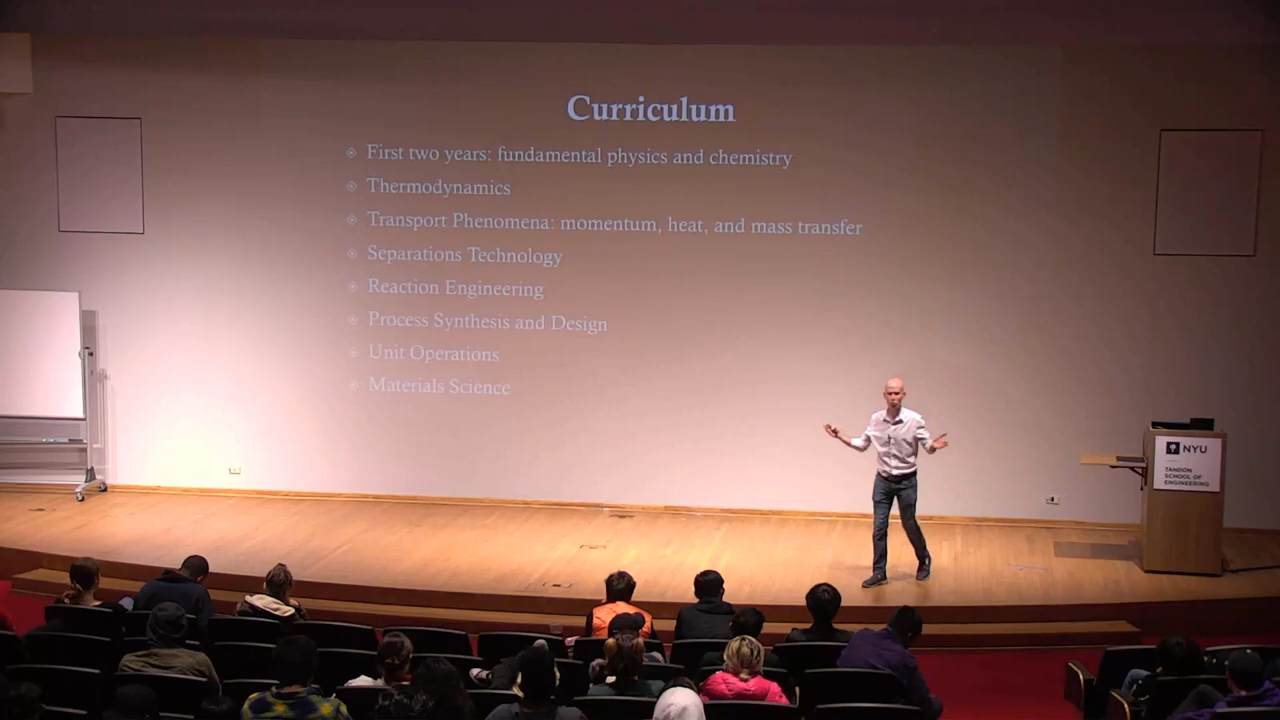 Curriculum
First two years: fundamental physics and chemistry
Thermodynamics
Transport Phenomena: momentum, heat, and mass transfer
Separations Technology
Reaction Engineering
Process Synthesis and Design
Unit Operations
Materials Science
NYU
TANDON
SCHOOL OF
ENGINEERING